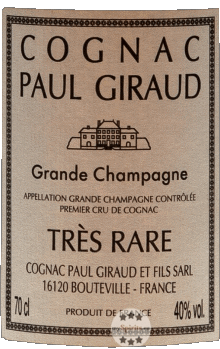 COGNAC
PAUL GIRAUD
Grande Champagne
APPELLATION GRANDE CHAMPAGNE CONTRÔLÉE
PREMIER CRU DE COGNAC
TRÈS RARE
COGNAC PAUL GIRAUD ET FILS SARL
16120 BOUTEVILLE - FRANCE
70 cl
40% vol.
PRODUIT DE FRANCE